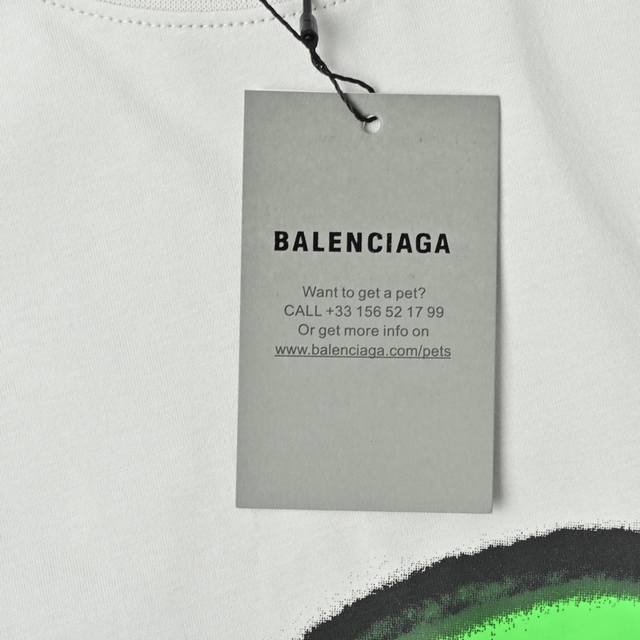 BALENCIAGA
Want to get a pet?
CALL +33 156 52 17 99
Or get more info on
www.balenciaga.com/pets